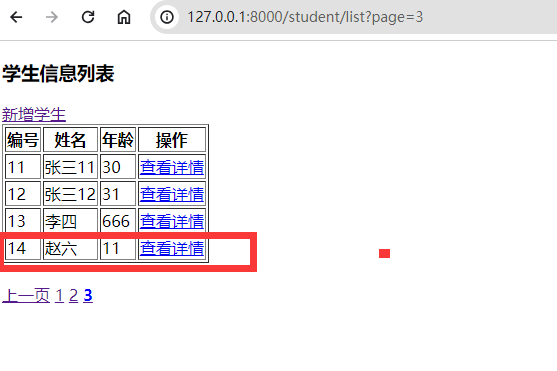 127.0.0.1:8000/student/list?page=3
学生信息列表
新增学生
编号 姓名 年龄 操作
11 张三11 30 查看详情
12 张三12 31 查看详情
13 李四 666 查看详情
14 赵六 11 查看详情
上一页 1 2 3